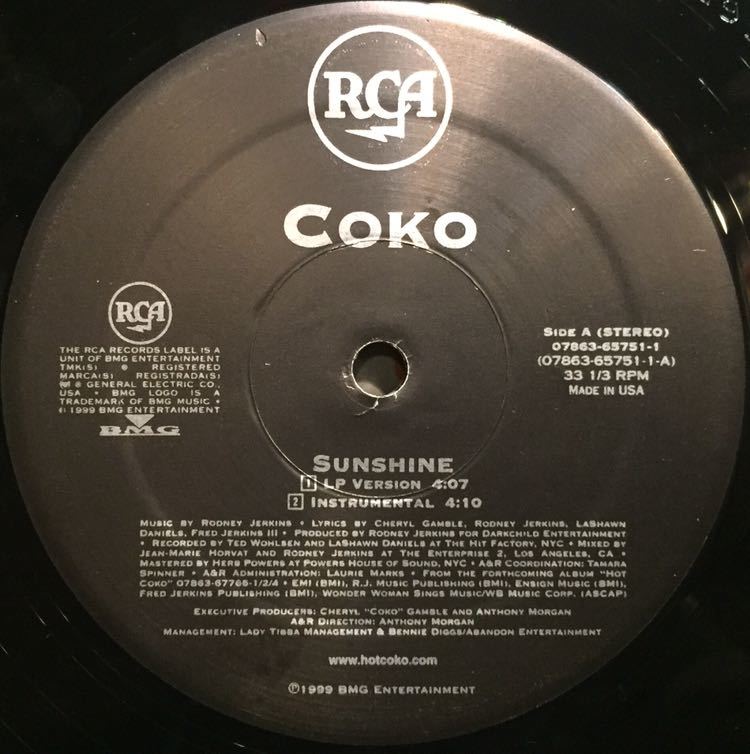 RCA
COKO
RCA
THE RCA RECORDS LABEL IS A
UNIT OF BMG ENTERTAINMENT
TMK(S) ® REGISTERED
MARCA(S) REGISTRADA(S)
® GENERAL ELECTRIC CO.,
USA • BMG LOGO IS A
TRADEMARK OF BMG MUSIC •
© 1999 BMG ENTERTAINMENT
BMG
SIDE A (STEREO)
07863-65751-1
(07863-65751-1-A)
33 1/3 RPM
MADE IN USA
SUNSHINE
1 LP VERSION 4:07
2 INSTRUMENTAL 4:10
MUSIC BY RODNEY JERKINS • LYRICS BY CHERYL GAMBLE, RODNEY JERKINS, LASHAWN
DANIELS, FRED JERKINS III • PRODUCED BY RODNEY JERKINS FOR DARKCHILD ENTERTAINMENT
• RECORDED BY TED WOHLSEN AND LASHAWN DANIELS AT THE HIT FACTORY, NYC • MIXED BY
JEAN-MARIE HORVAT AND RODNEY JERKINS AT THE ENTERPRISE 2, LOS ANGELES, CA •
MASTERED BY HERB POWERS AT POWERS HOUSE OF SOUND, NYC • A&R COORDINATION: TAMARA
SPINNER • A&R ADMINISTRATION: LAURIE MARKS • FROM THE FORTHCOMING ALBUM "HOT
COKO" 07863-67766-1/2/4 • EMI (BMI), R.J. MUSIC PUBLISHING (BMI), ENSIGN MUSIC (BMI),
FRED JERKINS PUBLISHING (BMI), WONDER WOMAN SINGS MUSIC/WB MUSIC CORP. (ASCAP)
EXECUTIVE PRODUCERS: CHERYL "COKO" GAMBLE AND ANTHONY MORGAN
A&R DIRECTION: ANTHONY MORGAN
MANAGEMENT: LADY TIBBA MANAGEMENT & BENNIE DIGGS/ABANDON ENTERTAINMENT
www.hotcoko.com
℗1999 BMG ENTERTAINMENT